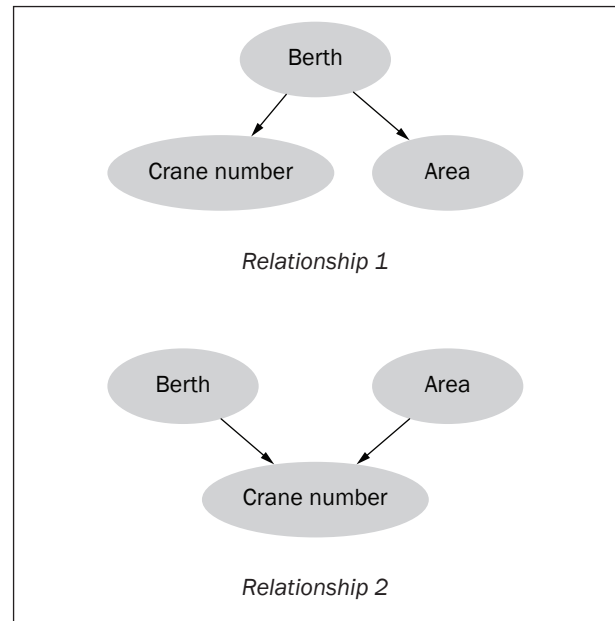 Berth
Crane number Area
Relationship 1
Berth Area
Crane number
Relationship 2